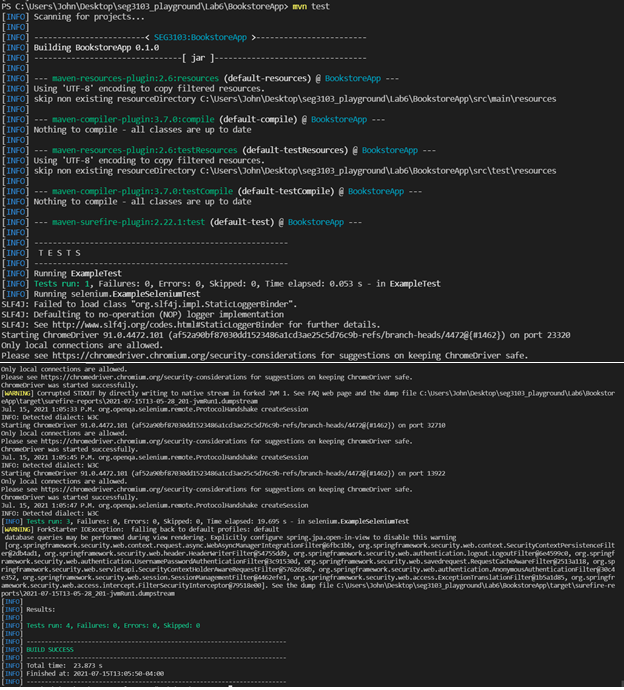 PS C:\Users\John\Desktop\seg3103_playground\Lab6\BookstoreApp> mvn test
[INFO] Scanning for projects...
[INFO]
[INFO] -----------------------< SEG3103:BookstoreApp >-----------------------
[INFO] Building BookstoreApp 0.1.0
[INFO] --------------------------------[ jar ]---------------------------------
[INFO]
[INFO] --- maven-resources-plugin:2.6:resources (default-resources) @ BookstoreApp ---
[INFO] Using 'UTF-8' encoding to copy filtered resources.
[INFO] skip non existing resourceDirectory C:\Users\John\Desktop\seg3103_playground\Lab6\BookstoreApp\src\main\resources
[INFO]
[INFO] --- maven-compiler-plugin:3.7.0:compile (default-compile) @ BookstoreApp ---
[INFO] Nothing to compile - all classes are up to date
[INFO]
[INFO] --- maven-resources-plugin:2.6:testResources (default-testResources) @ BookstoreApp ---
[INFO] Using 'UTF-8' encoding to copy filtered resources.
[INFO] skip non existing resourceDirectory C:\Users\John\Desktop\seg3103_playground\Lab6\BookstoreApp\src\test\resources
[INFO]
[INFO] --- maven-compiler-plugin:3.7.0:testCompile (default-testCompile) @ BookstoreApp ---
[INFO] Nothing to compile - all classes are up to date
[INFO]
[INFO] --- maven-surefire-plugin:2.22.1:test (default-test) @ BookstoreApp ---
[INFO]
[INFO] -------------------------------------------------------
[INFO]  T E S T S
[INFO] -------------------------------------------------------
[INFO] Running ExampleTest
[INFO] Tests run: 1, Failures: 0, Errors: 0, Skipped: 0, Time elapsed: 0.053 s - in ExampleTest
[INFO] Running selenium.ExampleSeleniumTest
SLF4J: Failed to load class "org.slf4j.impl.StaticLoggerBinder".
SLF4J: Defaulting to no-operation (NOP) logger implementation
SLF4J: See http://www.slf4j.org/codes.html#StaticLoggerBinder for further details.
Starting ChromeDriver 91.0.4472.101 (af52a90bf87030dd1523486a1cd3ae25c5d76c9b-refs/branch-heads/4472@{#1462}) on port 23320
Only local connections are allowed.
Please see https://chromedriver.chromium.org/security-considerations for suggestions on keeping ChromeDriver safe.
Only local connections are allowed.
Please see https://chromedriver.chromium.org/security-considerations for suggestions on keeping ChromeDriver safe.
ChromeDriver was started successfully.
[WARNING] Corrupted STDOUT by directly writing to native stream in forked JVM 1. See FAQ web page and the dump file C:\Users\John\Desktop\seg3103_playground\Lab6\Bookstor
eApp\target\surefire-reports\2021-07-15T13-05-28_201-jvmRun1.dumpstream
Jul. 15, 2021 1:05:33 P.M. org.openqa.selenium.remote.ProtocolHandshake createSession
INFO: Detected dialect: W3C
Starting ChromeDriver 91.0.4472.101 (af52a90bf87030dd1523486a1cd3ae25c5d76c9b-refs/branch-heads/4472@{#1462}) on port 32710
Only local connections are allowed.
Please see https://chromedriver.chromium.org/security-considerations for suggestions on keeping ChromeDriver safe.
ChromeDriver was started successfully.
Jul. 15, 2021 1:05:45 P.M. org.openqa.selenium.remote.ProtocolHandshake createSession
INFO: Detected dialect: W3C
Starting ChromeDriver 91.0.4472.101 (af52a90bf87030dd1523486a1cd3ae25c5d76c9b-refs/branch-heads/4472@{#1462}) on port 13922
Only local connections are allowed.
Please see https://chromedriver.chromium.org/security-considerations for suggestions on keeping ChromeDriver safe.
ChromeDriver was started successfully.
Jul. 15, 2021 1:05:47 P.M. org.openqa.selenium.remote.ProtocolHandshake createSession
INFO: Detected dialect: W3C
[INFO] Tests run: 3, Failures: 0, Errors: 0, Skipped: 0, Time elapsed: 19.695 s - in selenium.ExampleSeleniumTest
[WARNING] ForkStarter IOException:  falling back to default profiles: default
 database queries may be performed during view rendering. Explicitly configure spring.jpa.open-in-view to disable this warning
 [org.springframework.security.web.context.request.async.WebAsyncManagerIntegrationFilter@6fbc1bb, org.springframework.security.web.context.SecurityContextPersistenceFilt
er@2db4ad1, org.springframework.security.web.header.HeaderWriterFilter@54755dd9, org.springframework.security.web.authentication.logout.LogoutFilter@6e4599c0, org.springf
ramework.security.web.authentication.UsernamePasswordAuthenticationFilter@3c91530d, org.springframework.security.web.savedrequest.RequestCacheAwareFilter@2513a118, org.sp
ringframework.security.web.servletapi.SecurityContextHolderAwareRequestFilter@5762658b, org.springframework.security.web.authentication.AnonymousAuthenticationFilter@30c4
e352, org.springframework.security.web.session.SessionManagementFilter@4462efe1, org.springframework.security.web.access.ExceptionTranslationFilter@1b5a1d85, org.springfr
amework.security.web.access.intercept.FilterSecurityInterceptor@79518e00]. See the dump file C:\Users\John\Desktop\seg3103_playground\Lab6\BookstoreApp\target\surefire-re
ports\2021-07-15T13-05-28_201-jvmRun1.dumpstream
[INFO]
[INFO] Results:
[INFO]
[INFO] Tests run: 4, Failures: 0, Errors: 0, Skipped: 0
[INFO]
[INFO] ------------------------------------------------------------------------
[INFO] BUILD SUCCESS
[INFO] ------------------------------------------------------------------------
[INFO] Total time:  23.873 s
[INFO] Finished at: 2021-07-15T13:05:50-04:00
[INFO] ------------------------------------------------------------------------